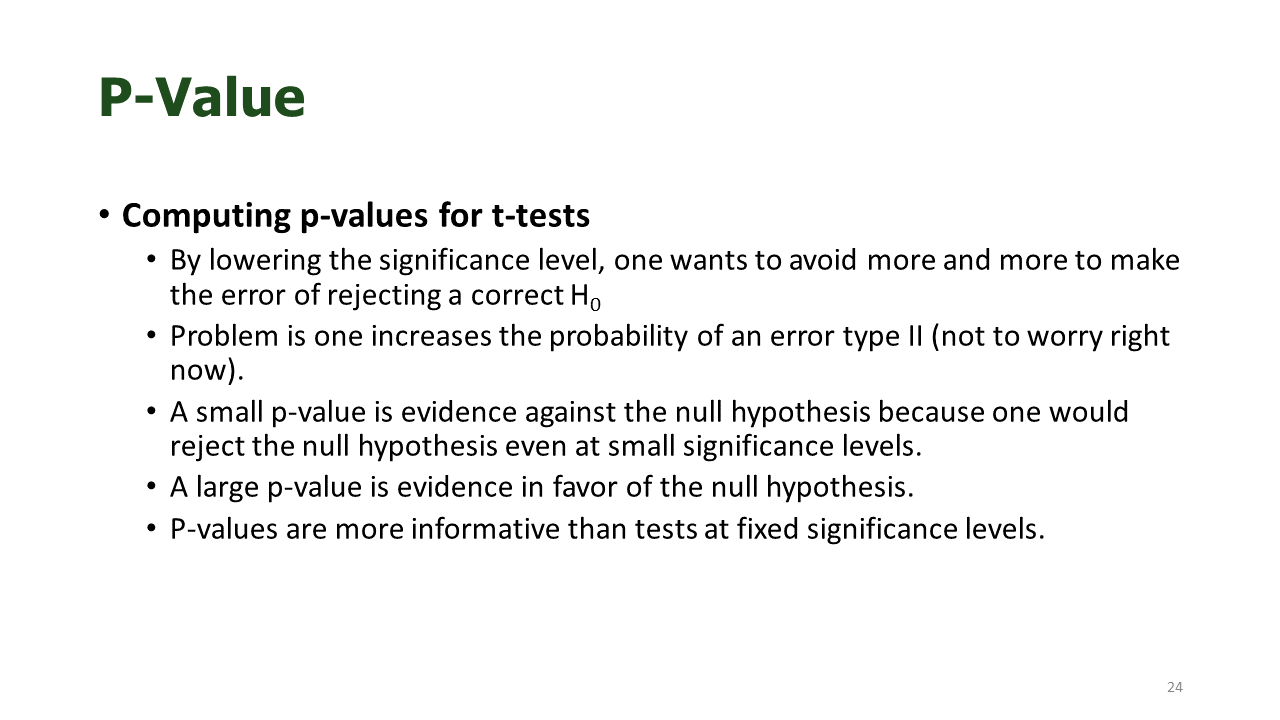 P-Value
• Computing p-values for t-tests
• By lowering the significance level, one wants to avoid more and more to make
the error of rejecting a correct H₀
• Problem is one increases the probability of an error type II (not to worry right
now).
• A small p-value is evidence against the null hypothesis because one would
reject the null hypothesis even at small significance levels.
• A large p-value is evidence in favor of the null hypothesis.
• P-values are more informative than tests at fixed significance levels.
24